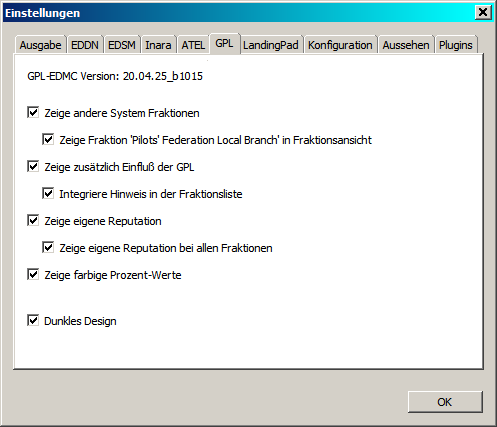 Einstellungen
Ausgabe EDDN EDSM Inara ATEL GPL LandingPad Konfiguration Aussehen Plugins
GPL-EDMC Version: 20.04.25_b1015
Zeige andere System Fraktionen
Zeige Fraktion 'Pilots' Federation Local Branch' in Fraktionsansicht
Zeige zusätzlich Einfluß der GPL
Integriere Hinweis in der Fraktionsliste
Zeige eigene Reputation
Zeige eigene Reputation bei allen Fraktionen
Zeige farbige Prozent-Werte
Dunkles Design
OK